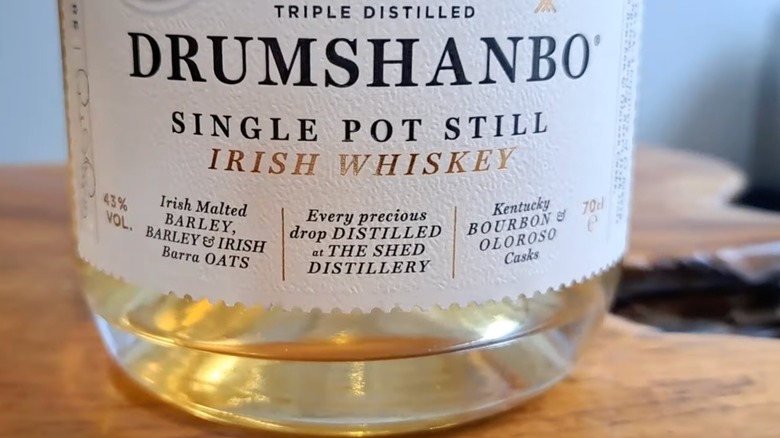 TRIPLE DISTILLED
DRUMSHANBO®
SINGLE POT STILL
IRISH WHISKEY
43%
VOL.
Irish Malted
BARLEY,
BARLEY & IRISH
Barra OATS
Every precious
drop DISTILLED
at THE SHED
DISTILLERY
Kentucky
BOURBON &
OLOROSO
Casks
70cl
e